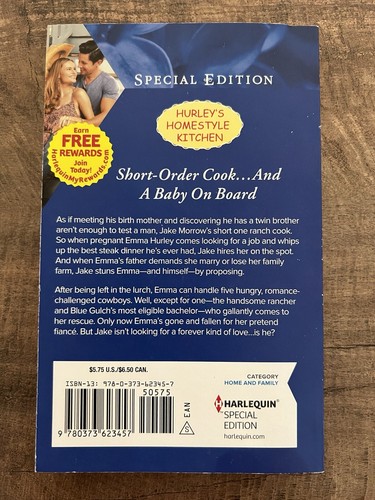 SPECIAL EDITION
HURLEY'S
HOMESTYLE
KITCHEN
Earn
FREE
REWARDS
Join
Today!
HarlequinMyRewards.com
Short-Order Cook...And
A Baby On Board
As if meeting his birth mother and discovering he has a twin brother
aren't enough to test a man, Jake Morrow's short one ranch cook.
So when pregnant Emma Hurley comes looking for a job and whips
up the best steak dinner he's ever had, Jake hires her on the spot.
And when Emma's father demands she marry or lose her family
farm, Jake stuns Emma—and himself—by proposing.
After being left in the lurch, Emma can handle five hungry, romance-
challenged cowboys. Well, except for one—the handsome rancher
and Blue Gulch's most eligible bachelor—who gallantly comes to
her rescue. Only now Emma's gone and fallen for her pretend
fiancé. But Jake isn't looking for a forever kind of love...is he?
$5.75 U.S./$6.50 CAN.
ISBN-13: 978-0-373-62345-7
50575
EAN
S
9 780373 623457
CATEGORY
HOME AND FAMILY
HARLEQUIN
SPECIAL
EDITION
harlequin.com